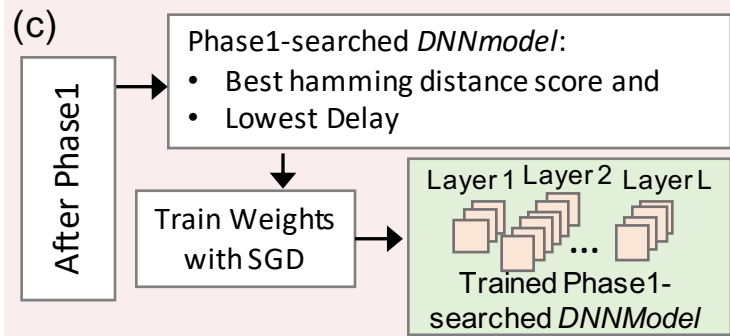 (c)
After Phase1
Phase1-searched DNNmodel:
• Best hamming distance score and
• Lowest Delay
Train Weights
with SGD
Layer 1 Layer 2 Layer L
...
Trained Phase1-
searched DNNModel